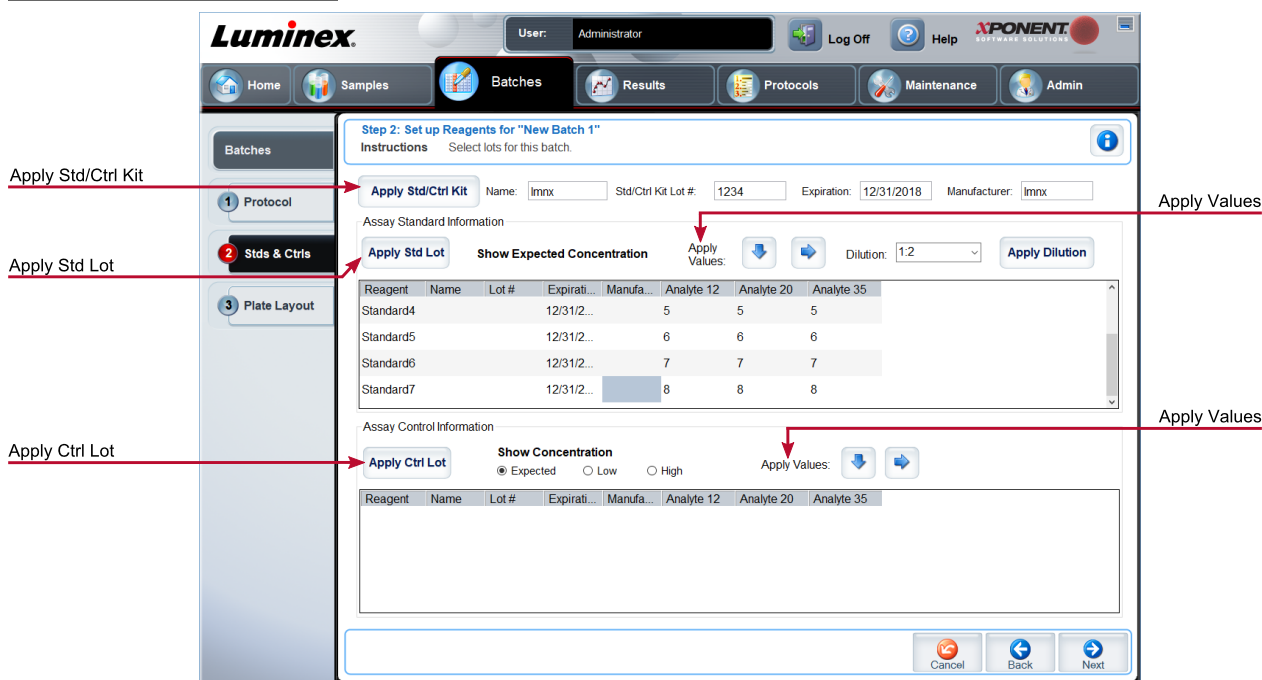 Luminex.
User: Administrator
Log Off
Help
XPONENT.
SOFTWARE SOLUTIONS
Home
Samples
Batches
Results
Protocols
Maintenance
Admin
Batches
1 Protocol
2 Stds & Ctrls
3 Plate Layout
Step 2: Set up Reagents for "New Batch 1"
Instructions Select lots for this batch.
Apply Std/Ctrl Kit
Apply Std/Ctrl Kit Name: lmnx Std/Ctrl Kit Lot #: 1234 Expiration: 12/31/2018 Manufacturer: lmnx
Apply Values
Assay Standard Information
Apply Std Lot
Apply Std Lot Show Expected Concentration Apply Values: Dilution: 1:2 Apply Dilution
Reagent Name Lot # Expirati... Manufa... Analyte 12 Analyte 20 Analyte 35
Standard4 12/31/2... 5 5 5
Standard5 12/31/2... 6 6 6
Standard6 12/31/2... 7 7 7
Standard7 12/31/2... 8 8 8
Apply Values
Assay Control Information
Apply Ctrl Lot
Apply Ctrl Lot
Show Concentration
Expected Low High
Apply Values:
Reagent Name Lot # Expirati... Manufa... Analyte 12 Analyte 20 Analyte 35
Cancel
Back
Next